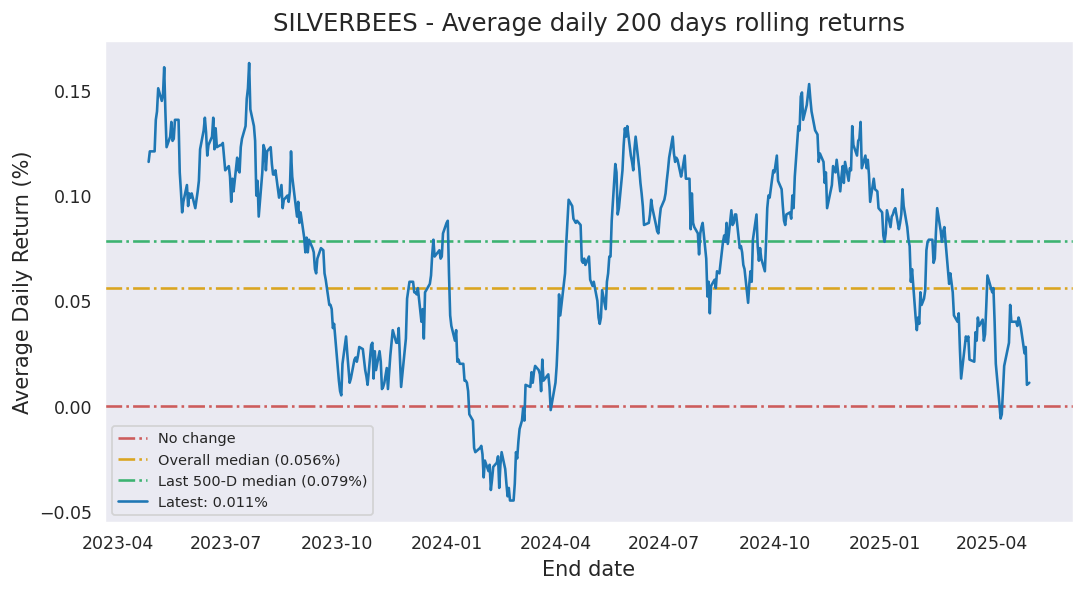 SILVERBEES - Average daily 200 days rolling returns
Average Daily Return (%)
0.15
0.10
0.05
0.00
−0.05
No change
Overall median (0.056%)
Last 500-D median (0.079%)
Latest: 0.011%
2023-04 2023-07 2023-10 2024-01 2024-04 2024-07 2024-10 2025-01 2025-04
End date